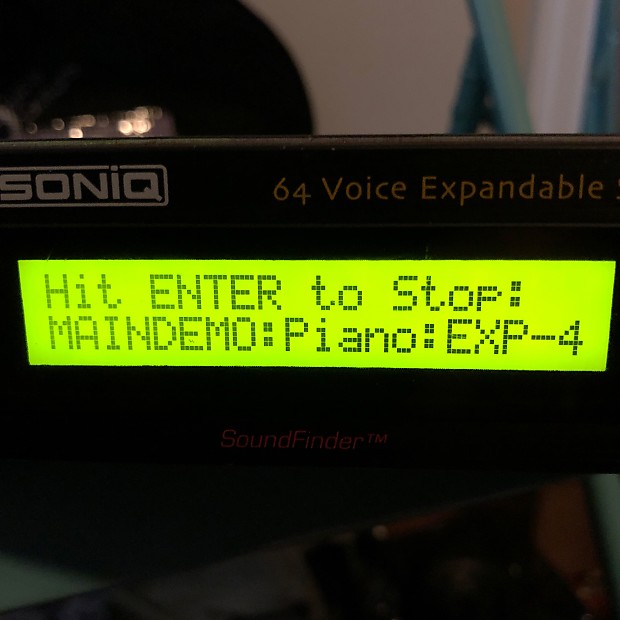 SONiQ
64 Voice Expandable
Hit ENTER to Stop:
MAINDEMO:Piano:EXP-4
SoundFinder™